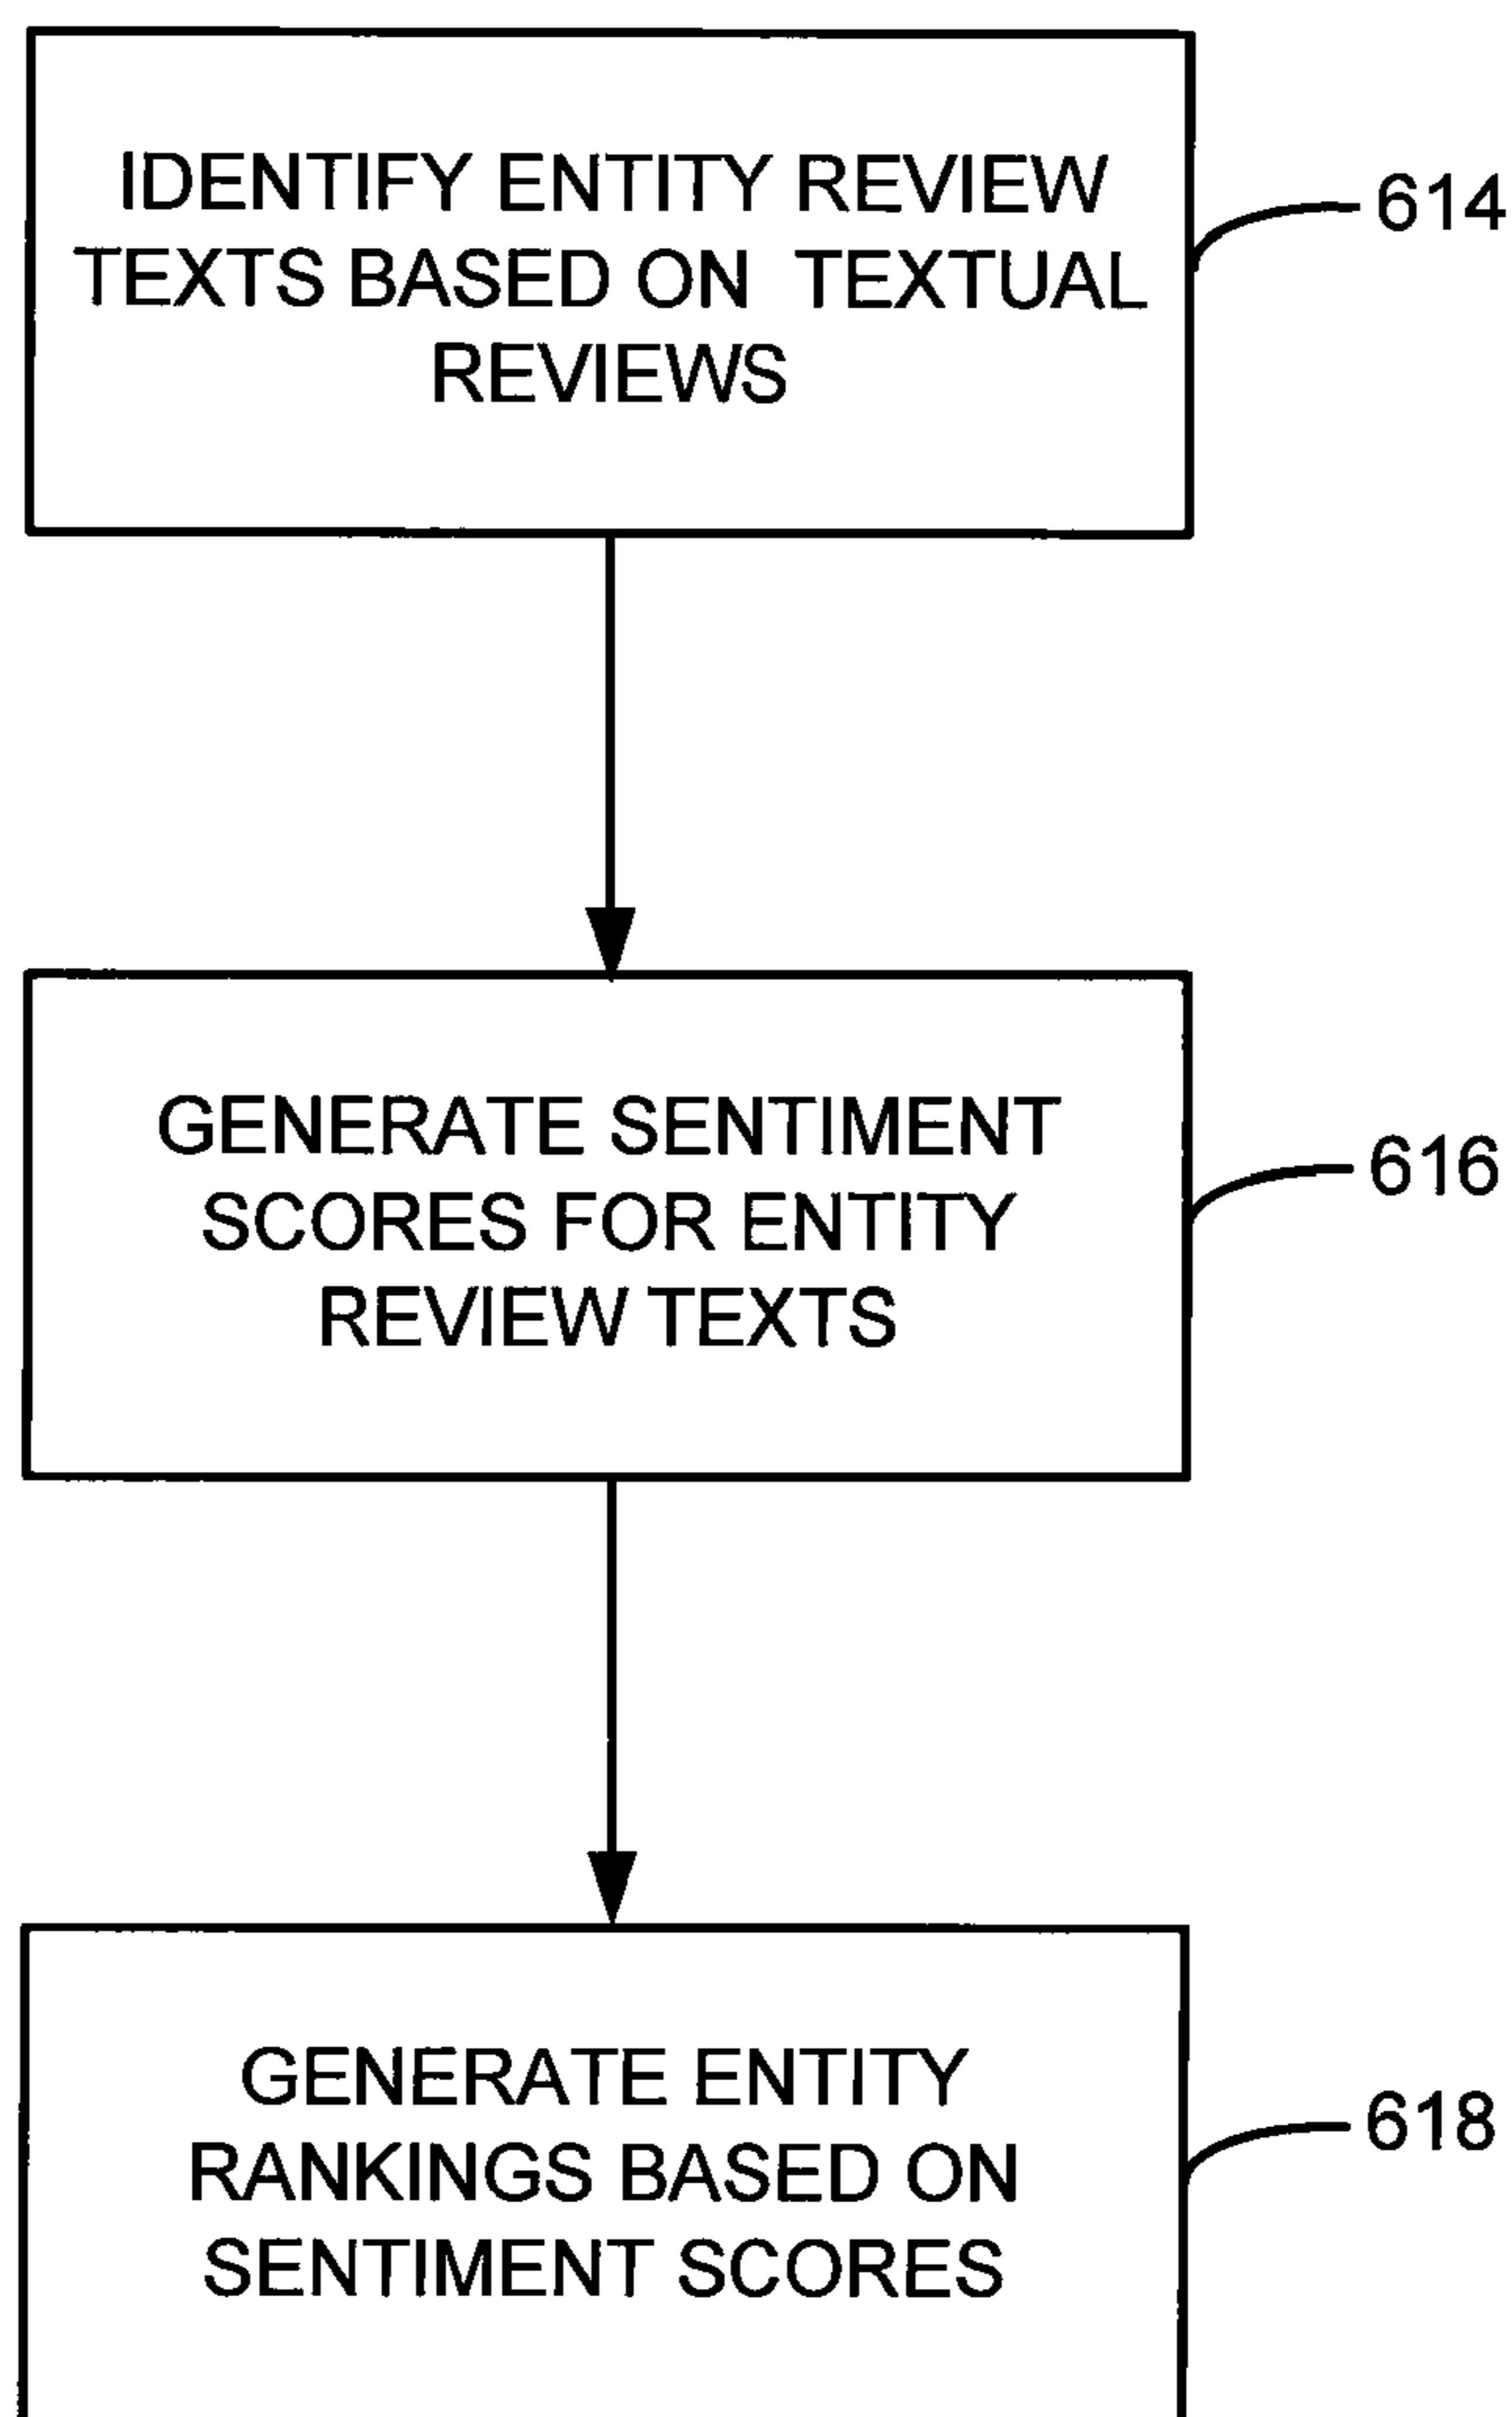 IDENTIFY ENTITY REVIEW
TEXTS BASED ON TEXTUAL
REVIEWS
614
GENERATE SENTIMENT
SCORES FOR ENTITY
REVIEW TEXTS
616
GENERATE ENTITY
RANKINGS BASED ON
SENTIMENT SCORES
618